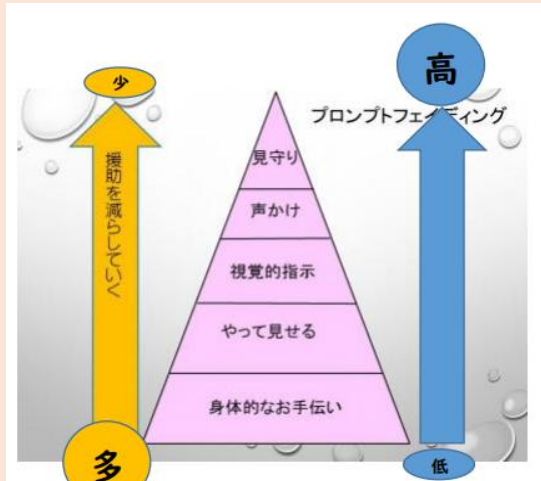 少
高
プロンプトフェイディング
援助を減らしていく
見守り
声かけ
視覚的指示
やって見せる
身体的なお手伝い
多
低